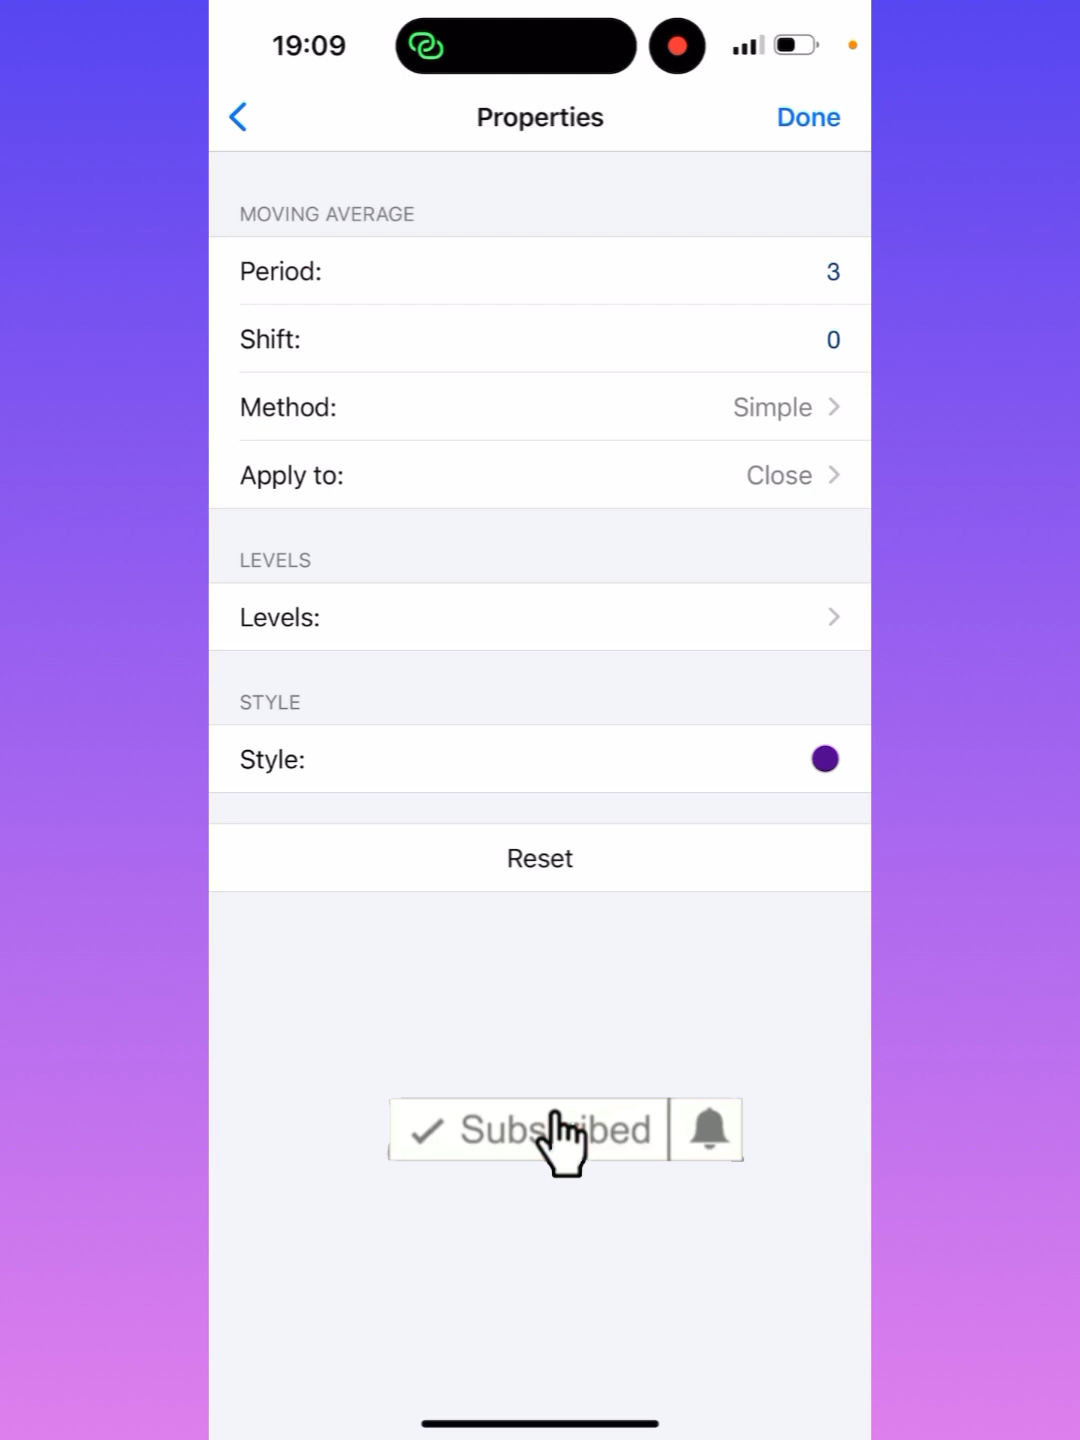 19:09
Properties
Done
MOVING AVERAGE
Period:
3
Shift:
0
Method:
Simple
Apply to:
Close
LEVELS
Levels:
STYLE
Style:
Reset
Subscribed